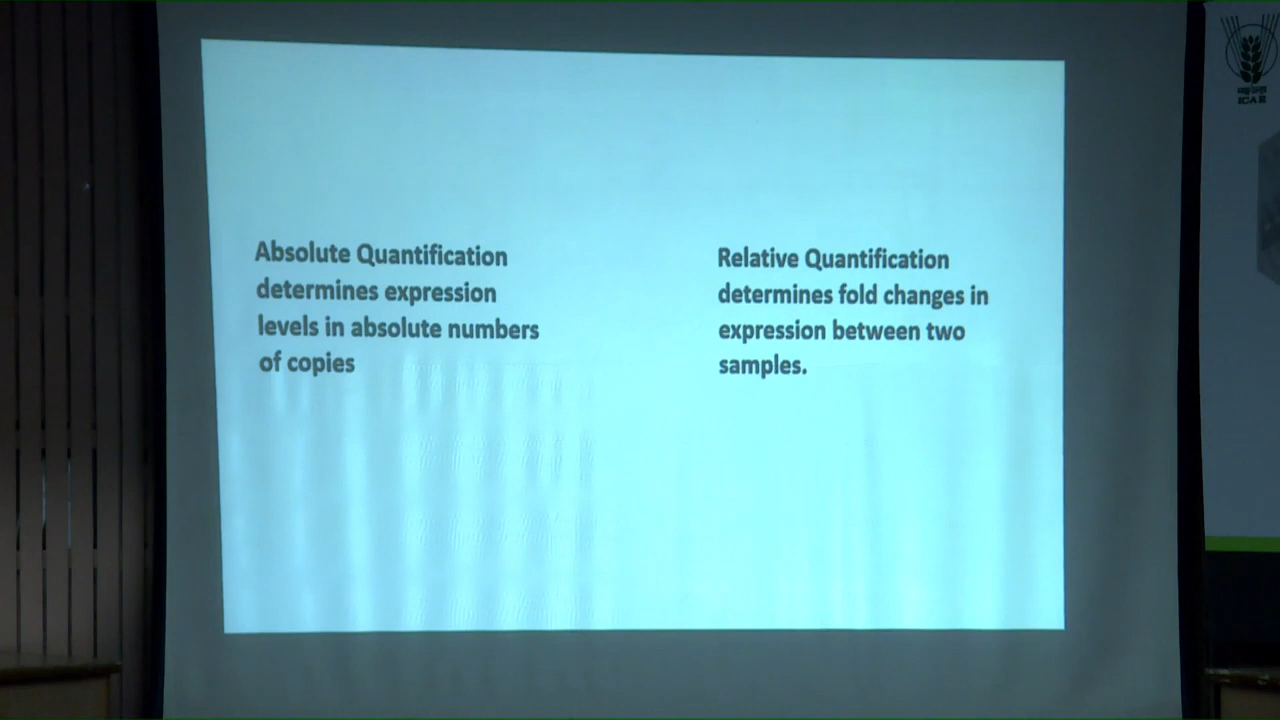 Absolute Quantification
determines expression
levels in absolute numbers
of copies
Relative Quantification
determines fold changes in
expression between two
samples.
ICAR